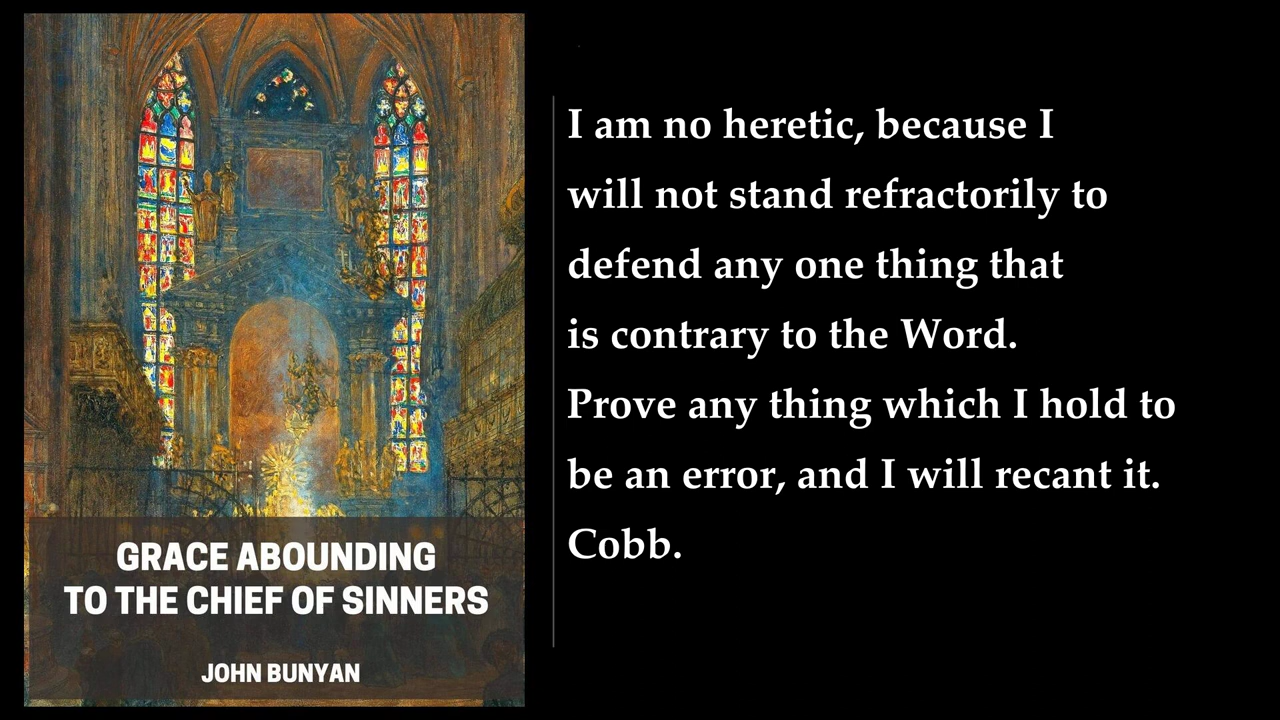 GRACE ABOUNDING
TO THE CHIEF OF SINNERS
JOHN BUNYAN
I am no heretic, because I
will not stand refractorily to
defend any one thing that
is contrary to the Word.
Prove any thing which I hold to
be an error, and I will recant it.
Cobb.